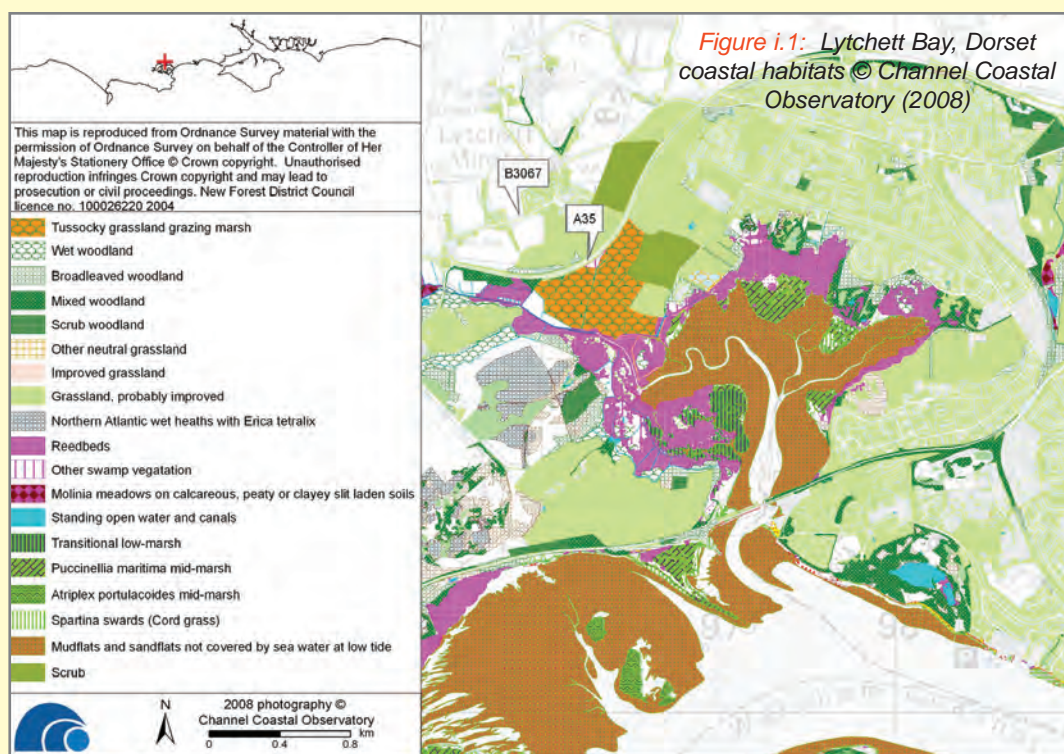 Figure i.1: Lytchett Bay, Dorset
coastal habitats © Channel Coastal
Observatory (2008)
This map is reproduced from Ordnance Survey material with the
permission of Ordnance Survey on behalf of the Controller of Her
Majesty's Stationery Office © Crown copyright. Unauthorised
reproduction infringes Crown copyright and may lead to
prosecution or civil proceedings. New Forest District Council
licence no. 100026220 2004
Tussocky grassland grazing marsh
Wet woodland
Broadleaved woodland
Mixed woodland
Scrub woodland
Other neutral grassland
Improved grassland
Grassland, probably improved
Northern Atlantic wet heaths with Erica tetralix
Reedbeds
Other swamp vegatation
Molinia meadows on calcareous, peaty or clayey slit laden soils
Standing open water and canals
Transitional low-marsh
Puccinellia maritima mid-marsh
Atriplex portulacoides mid-marsh
Spartina swards (Cord grass)
Mudflats and sandflats not covered by sea water at low tide
Scrub
N
2008 photography ©
Channel Coastal Observatory
km
0 0.4 0.8
B3067
A35
Lytchett
97
98